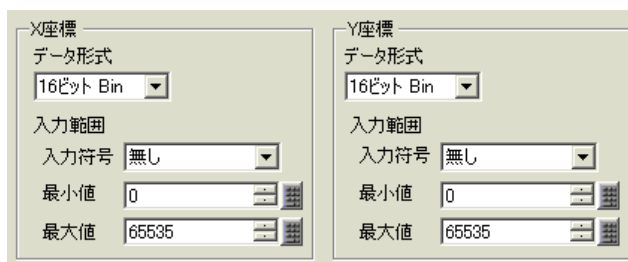 X座標
データ形式
16ビット Bin
入力範囲
入力符号 無し
最小値 0
最大値 65535
Y座標
データ形式
16ビット Bin
入力範囲
入力符号 無し
最小値 0
最大値 65535